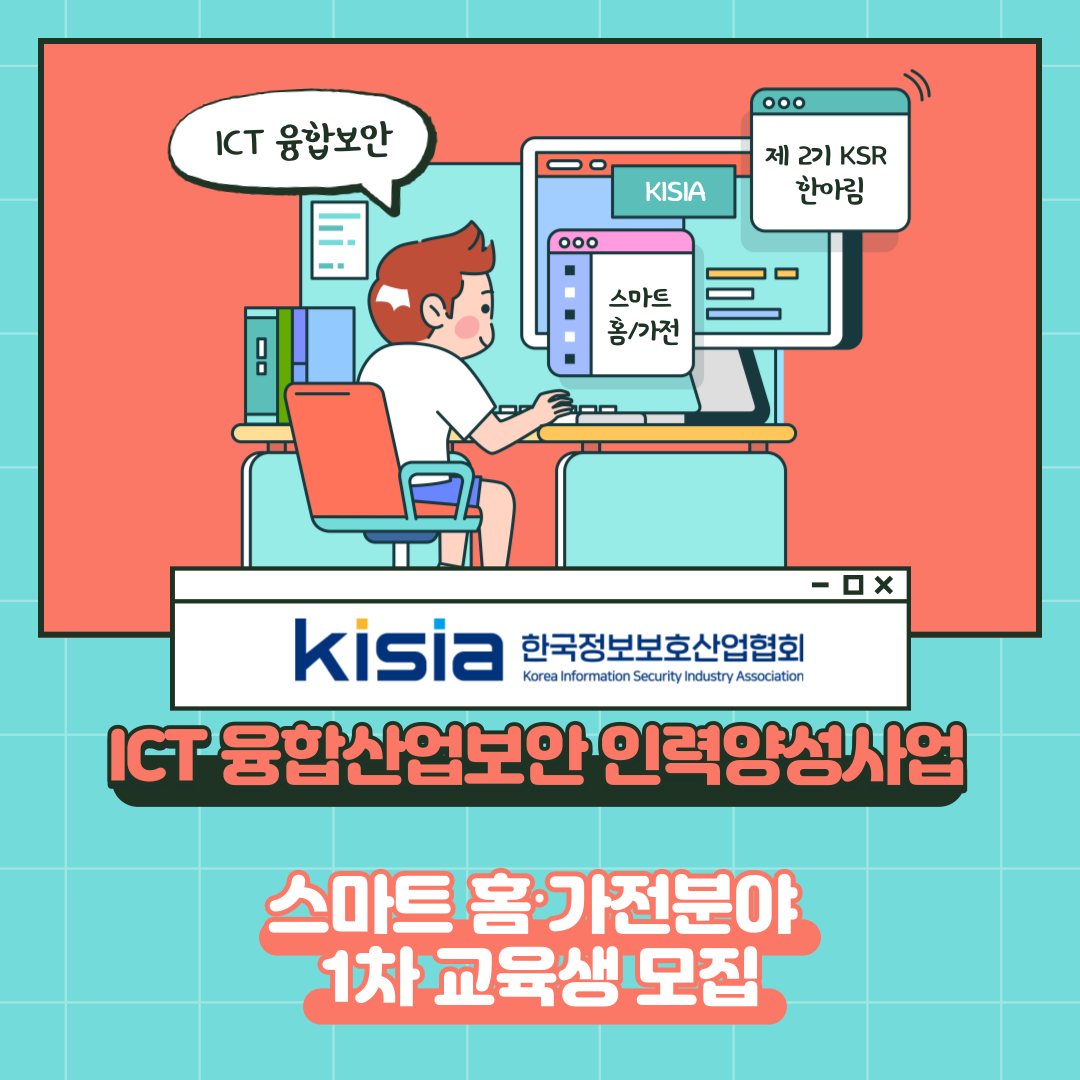 ICT 융합보안
제 2기 KSR
한아림
KISIA
스마트
홈/가전
kisia 한국정보보호산업협회
Korea Information Security Industry Association
ICT 융합산업보안 인력양성사업
스마트 홈·가전분야
1차 교육생 모집